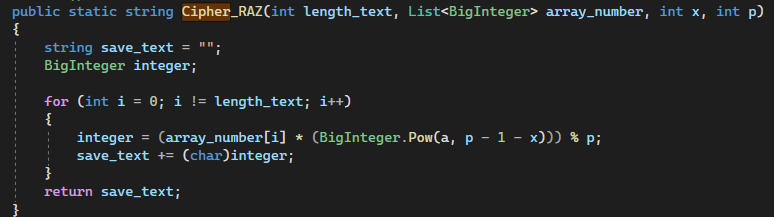 public static string Cipher_RAZ(int length_text, List<BigInteger> array_number, int x, int p)
{
    string save_text = "";
    BigInteger integer;

    for (int i = 0; i != length_text; i++)
    {
        integer = (array_number[i] * (BigInteger.Pow(a, p - 1 - x))) % p;
        save_text += (char)integer;
    }
    return save_text;
}